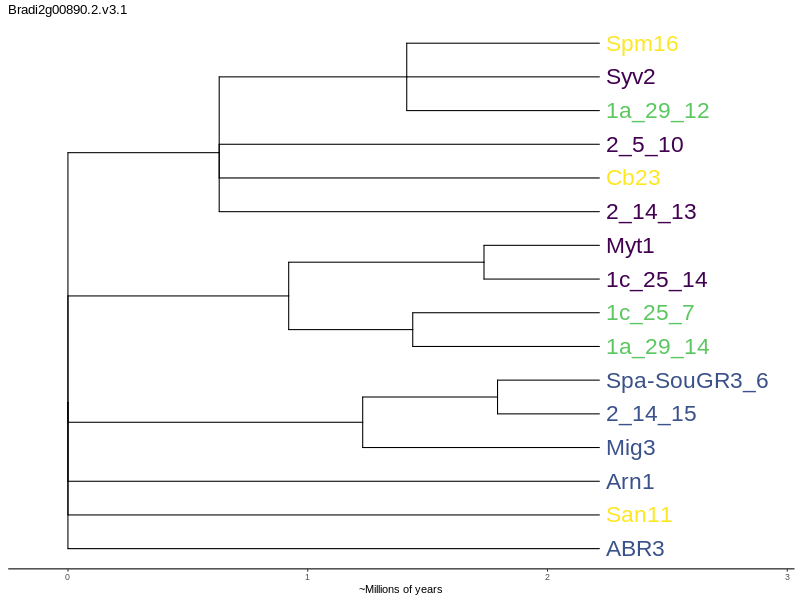 Bradi2g00890.2.v3.1
Spm16
Syv2
1a_29_12
2_5_10
Cb23
2_14_13
Myt1
1c_25_14
1c_25_7
1a_29_14
Spa-SouGR3_6
2_14_15
Mig3
Arn1
San11
ABR3
0 1 2 3
~Millions of years